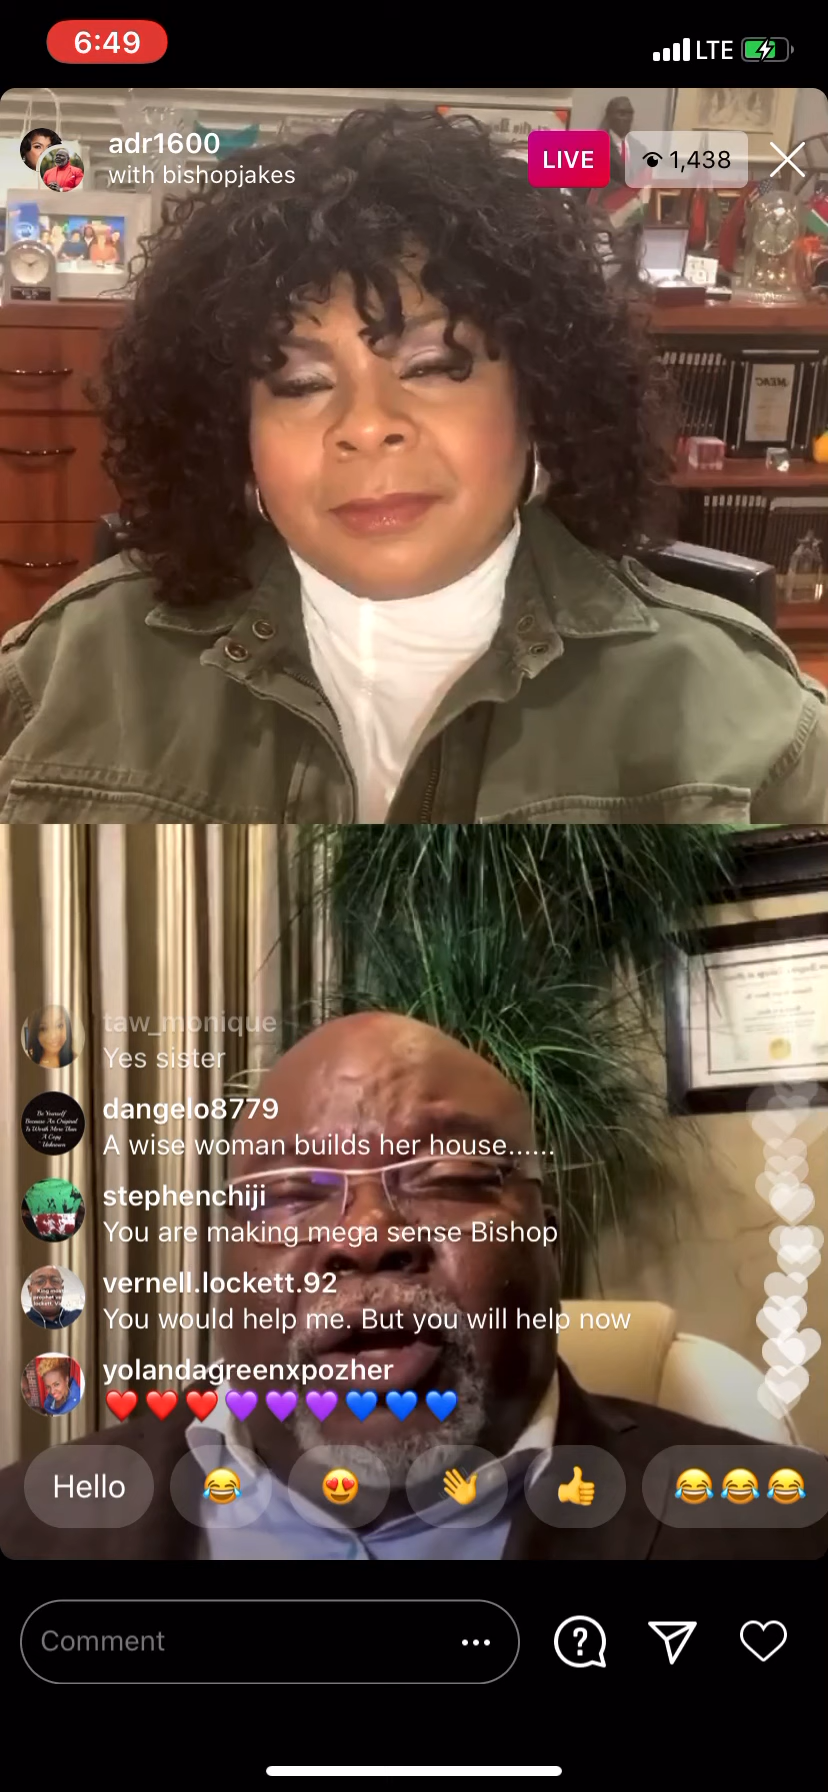 6:49
LTE
adr1600
with bishopjakes
LIVE
1,438
MEAC
taw_monique
Yes sister
dangelo8779
A wise woman builds her house......
stephenchiji
You are making mega sense Bishop
vernell.lockett.92
You would help me. But you will help now
yolandagreenxpozher
❤️❤️❤️💜💜💜💙💙💙
Hello
Comment